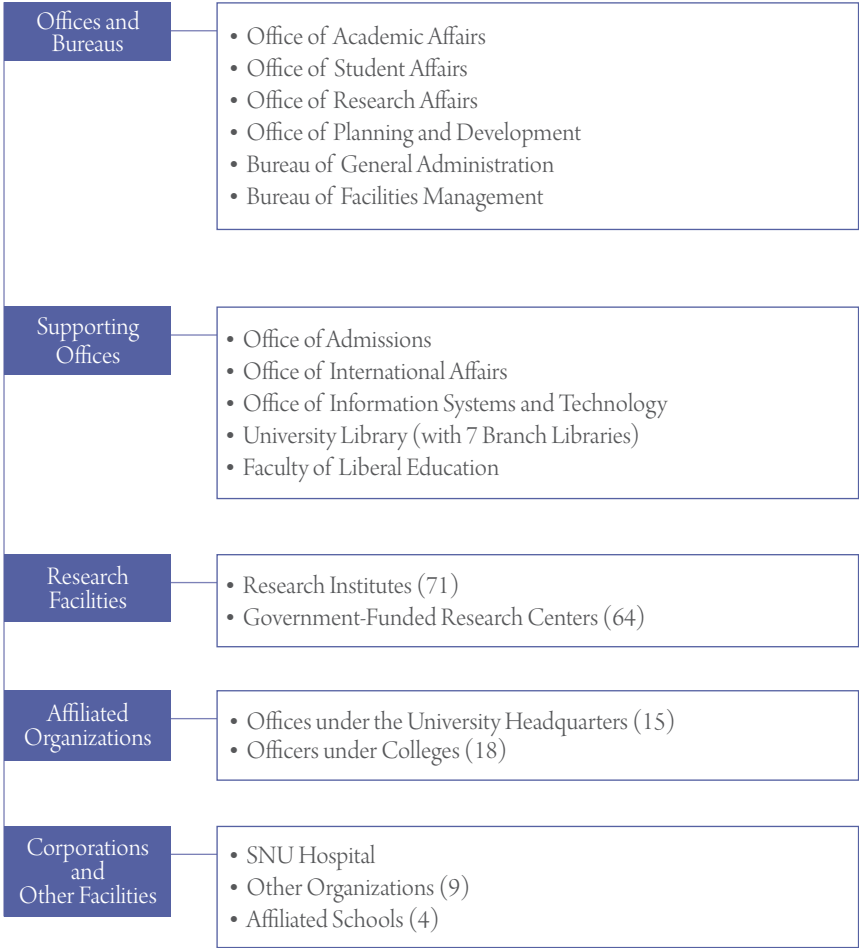 Offices and
Bureaus
• Office of Academic Affairs
• Office of Student Affairs
• Office of Research Affairs
• Office of Planning and Development
• Bureau of General Administration
• Bureau of Facilities Management
Supporting
Offices
• Office of Admissions
• Office of International Affairs
• Office of Information Systems and Technology
• University Library (with 7 Branch Libraries)
• Faculty of Liberal Education
Research
Facilities
• Research Institutes (71)
• Government-Funded Research Centers (64)
Affiliated
Organizations
• Offices under the University Headquarters (15)
• Officers under Colleges (18)
Corporations
and
Other Facilities
• SNU Hospital
• Other Organizations (9)
• Affiliated Schools (4)